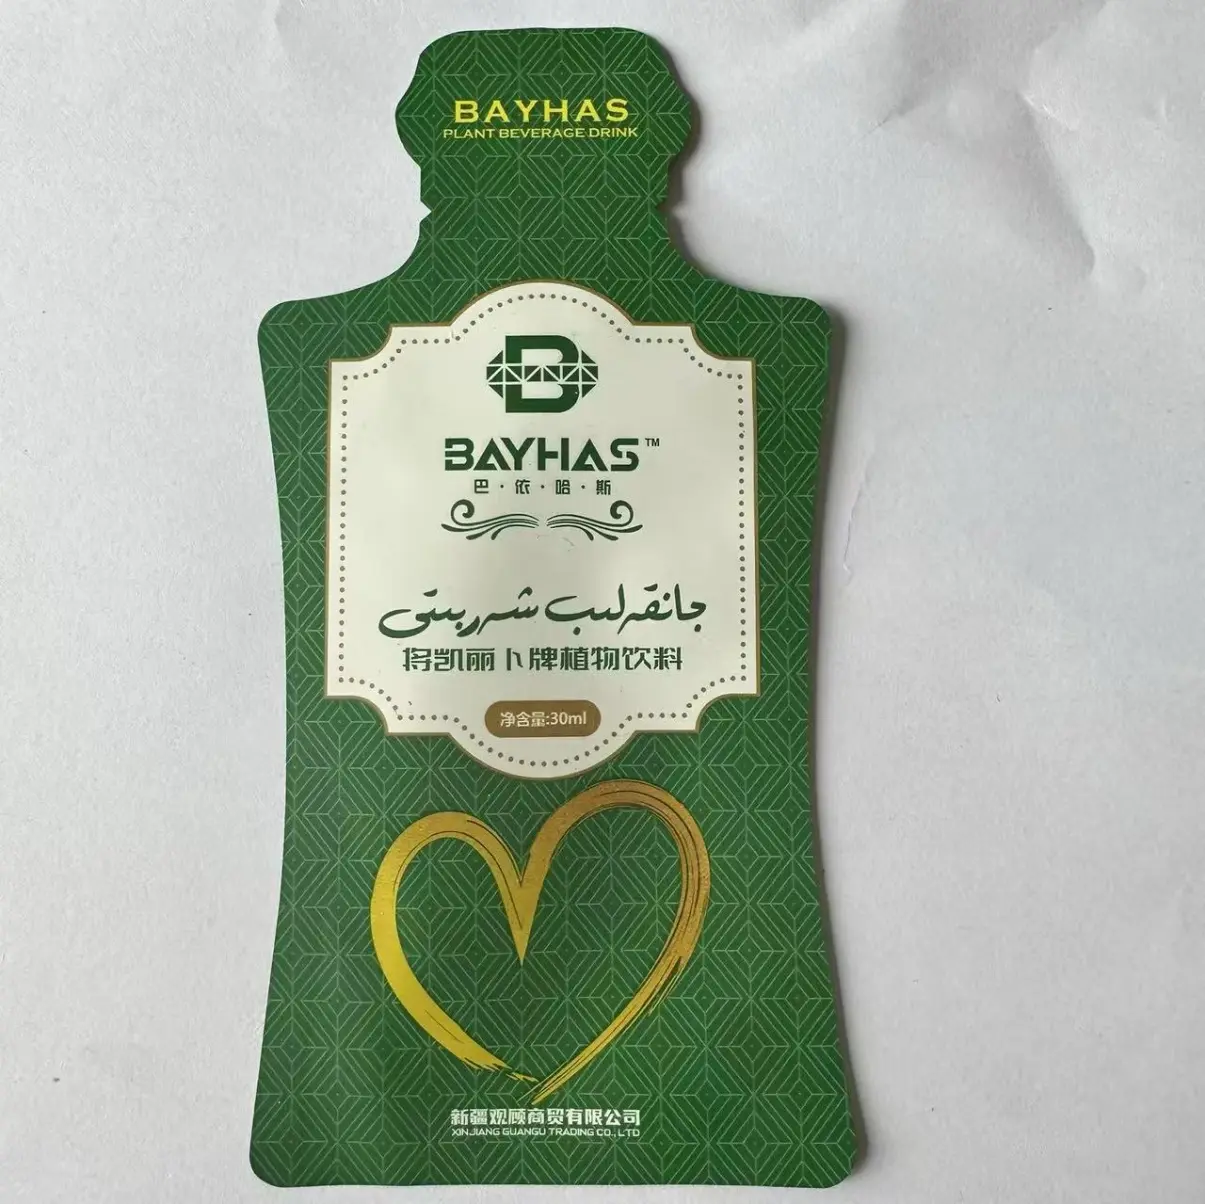 BAYHAS
PLANT BEVERAGE DRINK
B
BAYHAS™
巴·依·哈·斯
جانقەلىب شەربىتى
将凯丽卜牌植物饮料
净含量:30ml
新疆观顾商贸有限公司
XINJIANG GUANGU TRADING CO., LTD